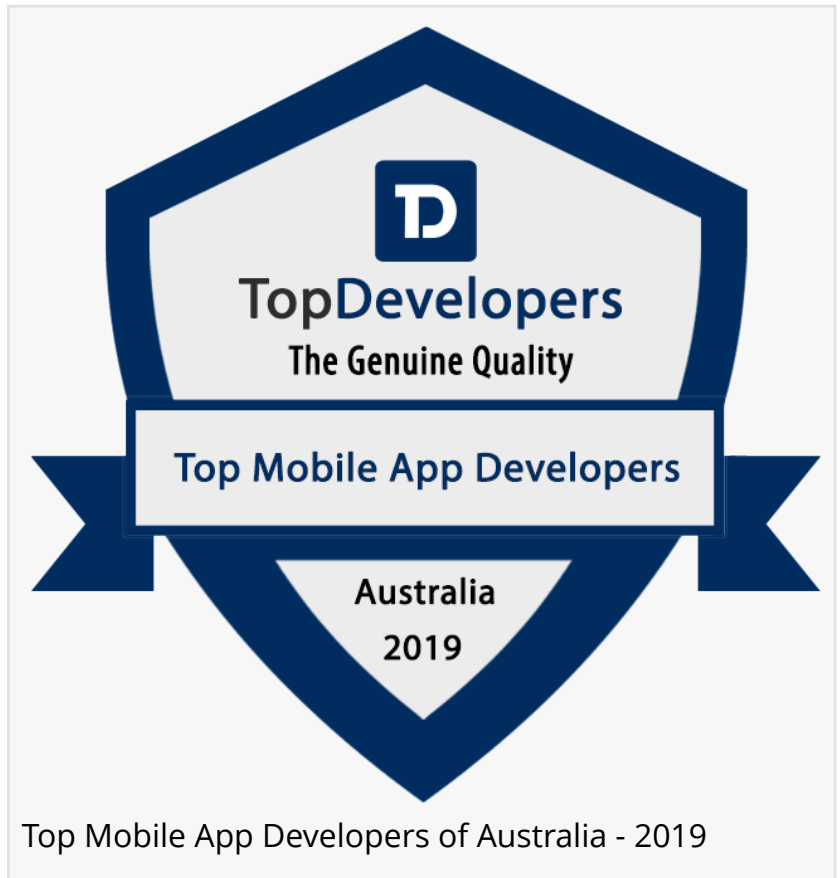 TD
TopDevelopers
The Genuine Quality
Top Mobile App Developers
Australia
2019
Top Mobile App Developers of Australia - 2019